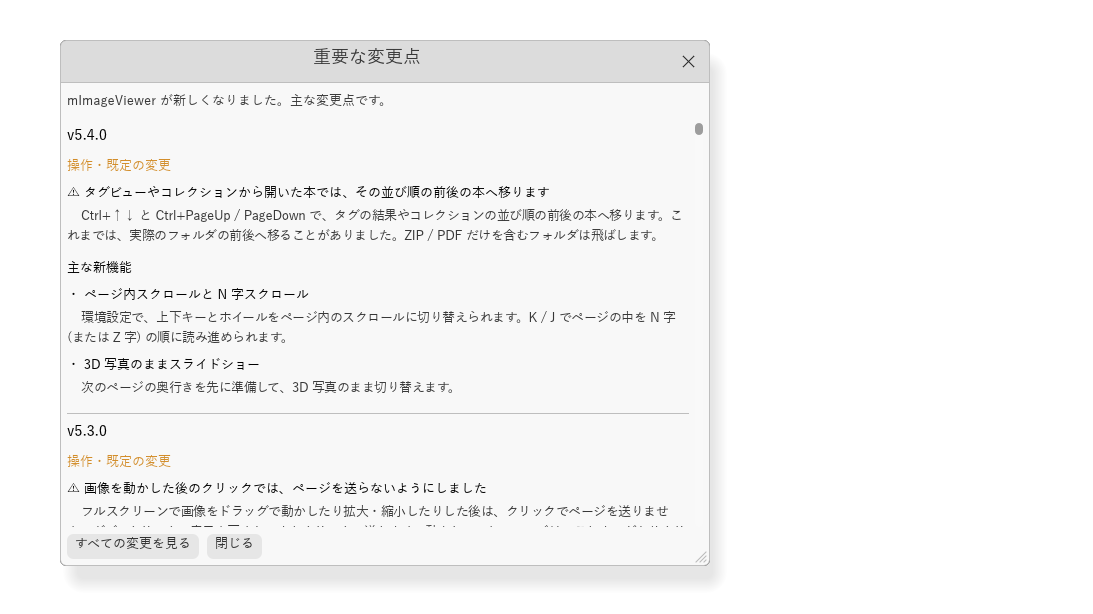 重要な変更点
mImageViewer が新しくなりました。主な変更点です。
v5.4.0
操作・既定の変更
⚠ タグビューやコレクションから開いた本では、その並び順の前後の本へ移ります
Ctrl+↑↓ と Ctrl+PageUp / PageDown で、タグの結果やコレクションの並び順の前後の本へ移ります。こ
れまでは、実際のフォルダの前後へ移ることがありました。ZIP / PDF だけを含むフォルダは飛ばします。
主な新機能
・ ページ内スクロールと N 字スクロール
環境設定で、上下キーとホイールをページ内のスクロールに切り替えられます。K / J でページの中を N 字
(または Z 字) の順に読み進められます。
・ 3D 写真のままスライドショー
次のページの奥行きを先に準備して、3D 写真のまま切り替えます。
v5.3.0
操作・既定の変更
⚠ 画像を動かした後のクリックでは、ページを送らないようにしました
フルスクリーンで画像をドラッグで動かしたり拡大・縮小したりした後は、クリックでページを送りませ
すべての変更を見る
閉じる